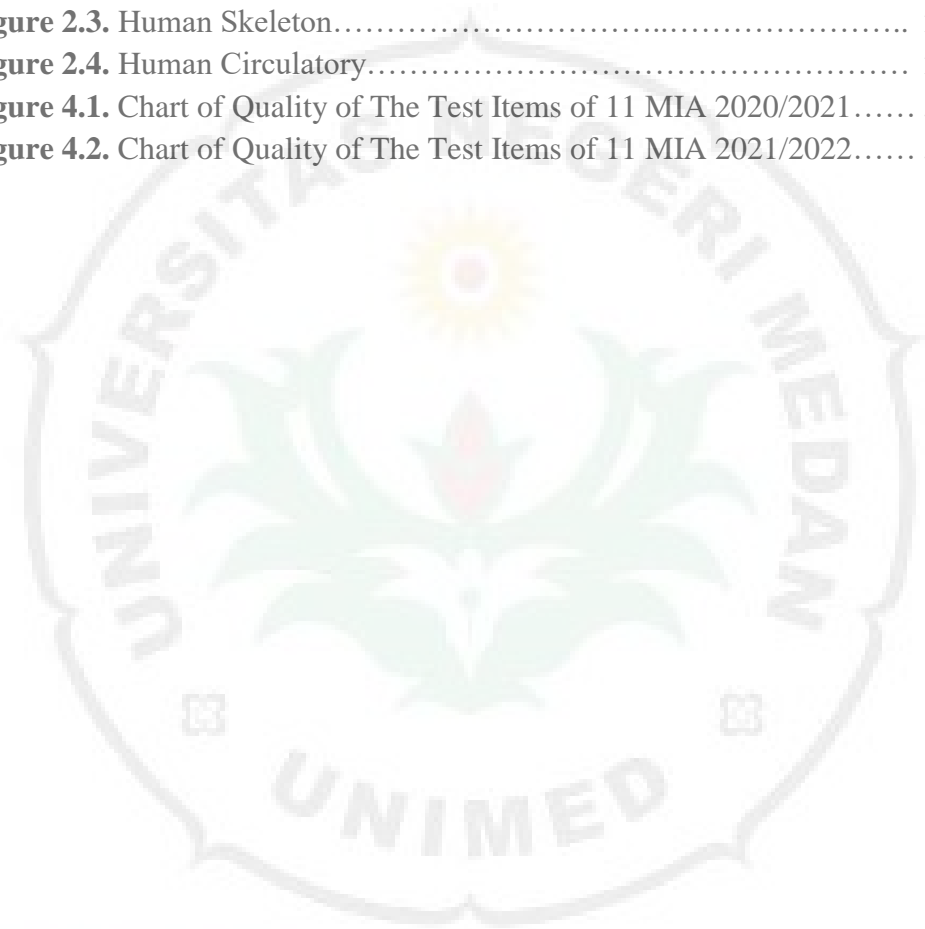 gure 2.3. Human Skeleton……………………………..…………………..
gure 2.4. Human Circulatory……………………………………………
gure 4.1. Chart of Quality of The Test Items of 11 MIA 2020/2021……
gure 4.2. Chart of Quality of The Test Items of 11 MIA 2021/2022……
UNIVERSITAS NEGERI MEDAN
UNIMED